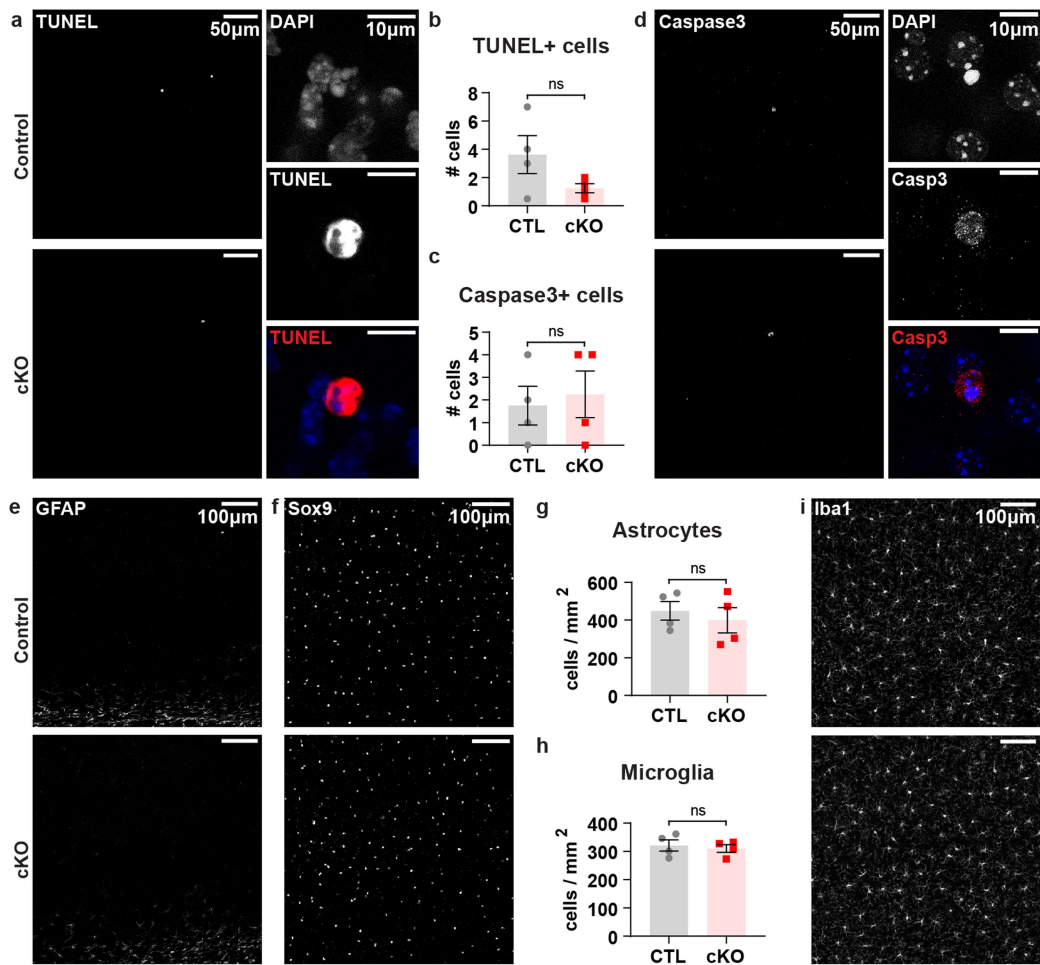 a
TUNEL
50µm
DAPI
10µm
Control
cKO
TUNEL
TUNEL
b
TUNEL+ cells
ns
# cells
8
6
4
2
0
CTL
cKO
c
Caspase3+ cells
ns
# cells
5
4
3
2
1
0
CTL
cKO
d
Caspase3
50µm
DAPI
10µm
Casp3
Casp3
e
GFAP
100µm
Control
cKO
f
Sox9
100µm
g
Astrocytes
ns
cells / mm 2
600
400
200
0
CTL
cKO
h
Microglia
ns
cells / mm 2
400
300
200
100
0
CTL
cKO
i
Iba1
100µm